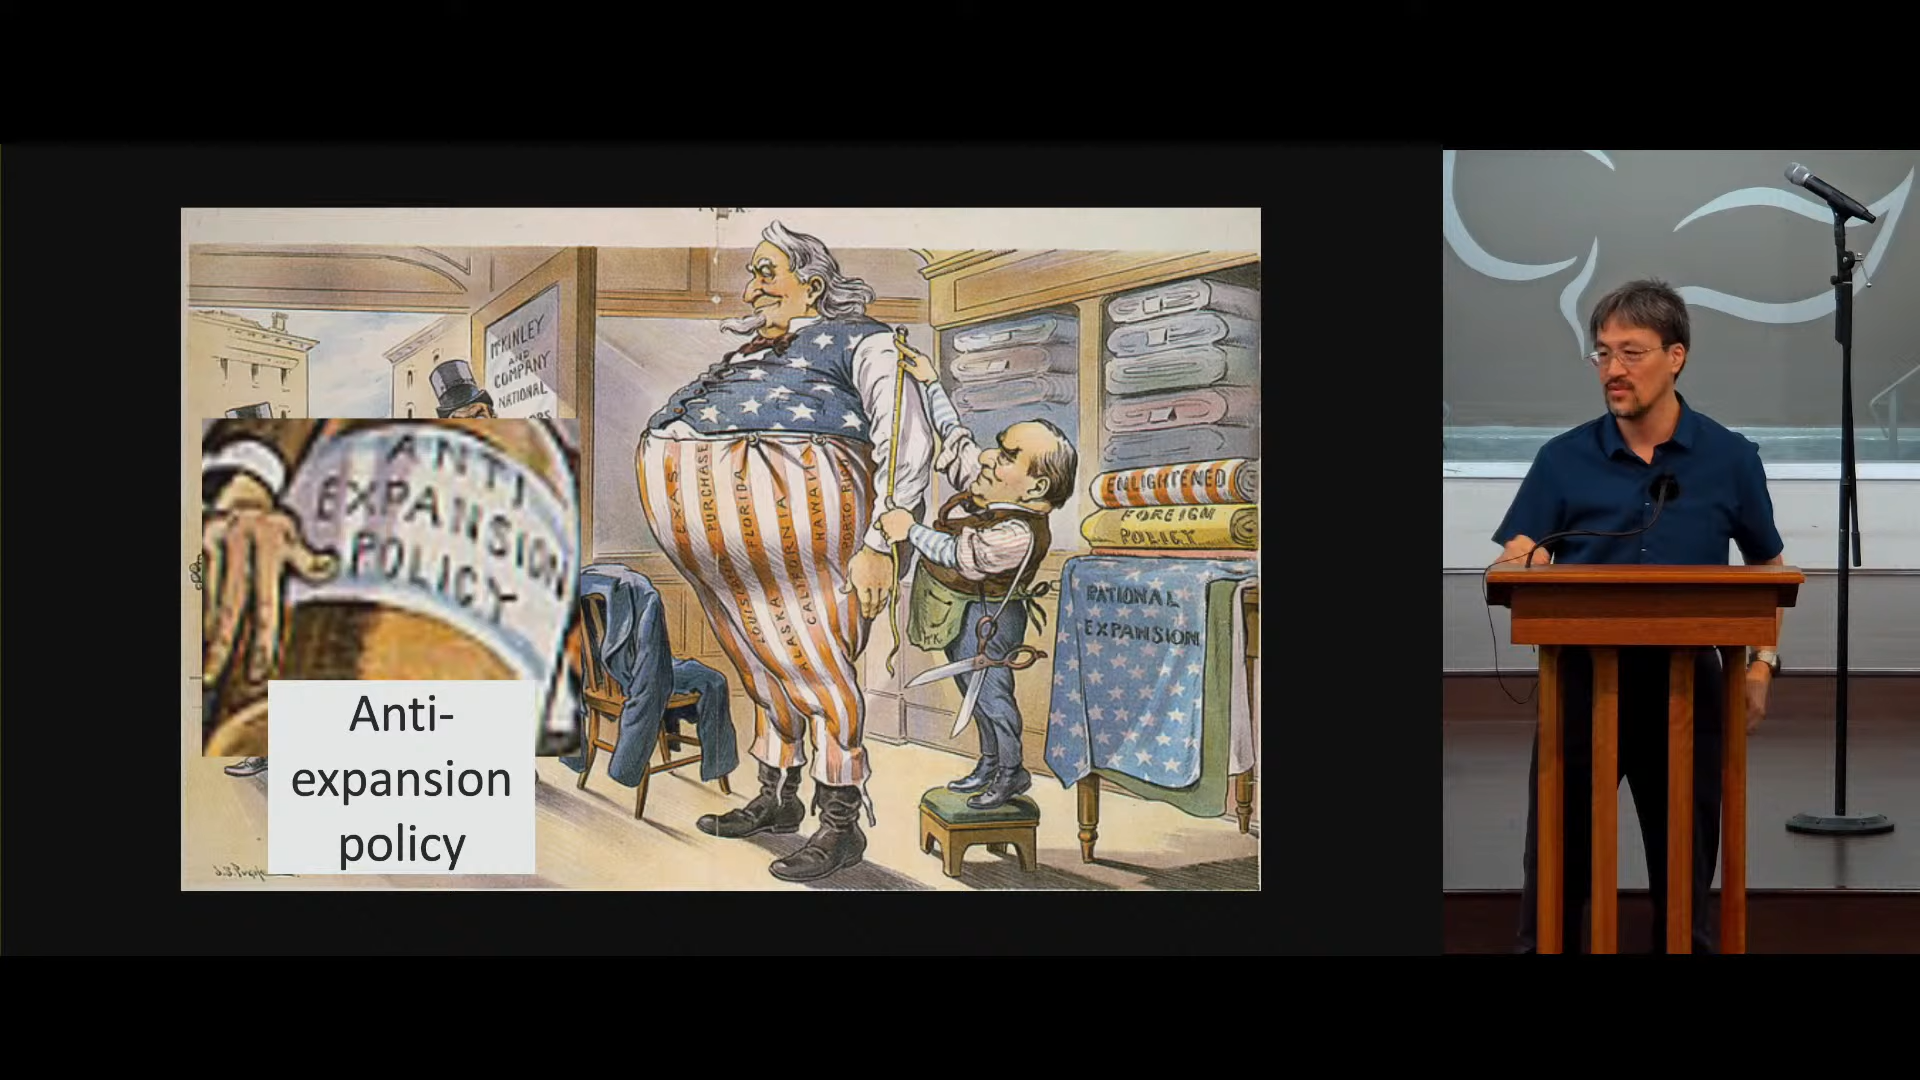 McKINLEY
AND
COMPANY
NATIONAL
ANTI
EXPANSION
POLICY
Anti-
expansion
policy
TEXAS
PURCHASE
LOUISIANA
FLORIDA
ALASKA
CALIFORNIA
HAWAII
PORTO RICO
ENLIGHTENED
FOREIGN
POLICY
RATIONAL
EXPANSION